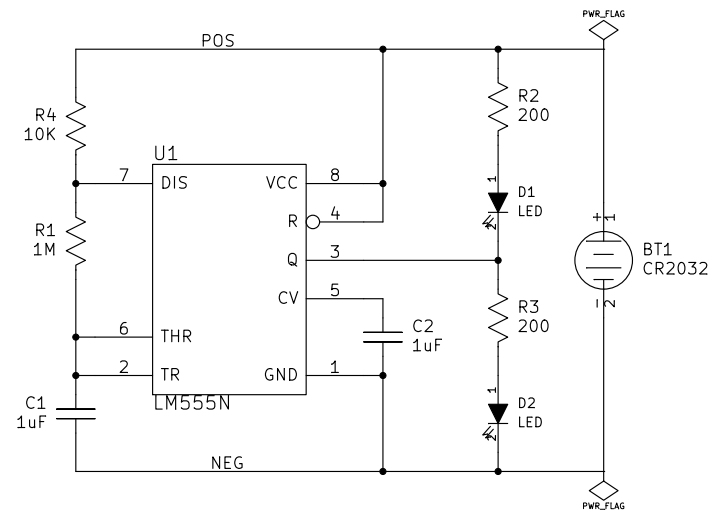 PWR_FLAG
POS
R4
10K
R2
200
U1
7
DIS
VCC
8
1
D1
LED
2
R
4
+
1
R1
1M
Q
3
BT1
CR2032
CV
5
-
2
R3
200
C2
1uF
6
THR
2
TR
GND
1
1
D2
LED
2
C1
1uF
LM555N
NEG
PWR_FLAG